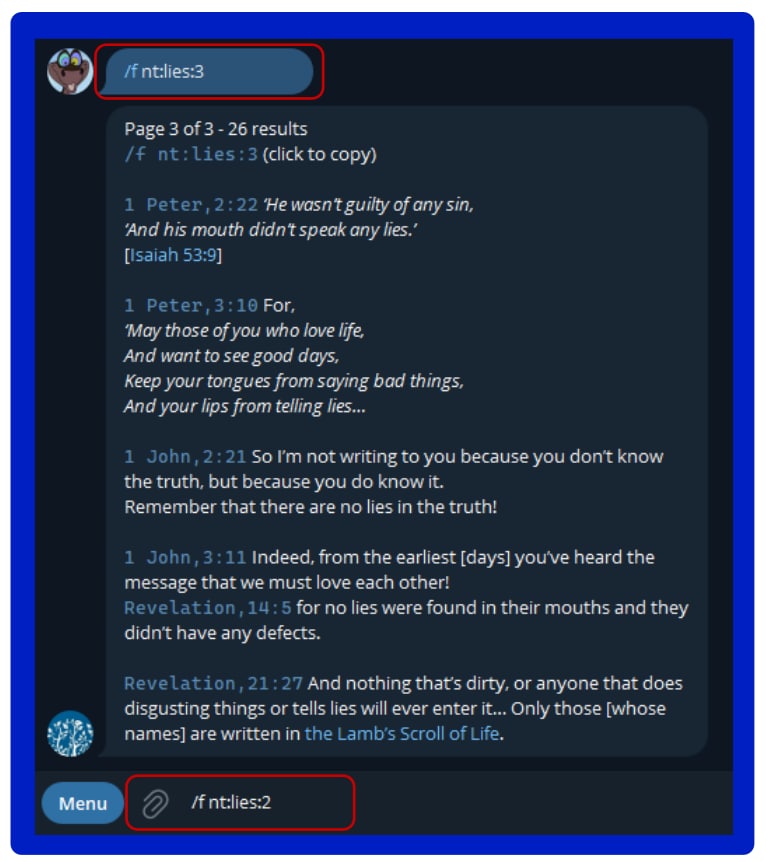 /f nt:lies:3
Page 3 of 3 - 26 results
/f nt:lies:3 (click to copy)
1 Peter,2:22 ‘He wasn’t guilty of any sin,
‘And his mouth didn’t speak any lies.’
[Isaiah 53:9]
1 Peter,3:10 For,
‘May those of you who love life,
And want to see good days,
Keep your tongues from saying bad things,
And your lips from telling lies…
1 John,2:21 So I’m not writing to you because you don’t know
the truth, but because you do know it.
Remember that there are no lies in the truth!
1 John,3:11 Indeed, from the earliest [days] you’ve heard the
message that we must love each other!
Revelation,14:5 for no lies were found in their mouths and they
didn’t have any defects.
Revelation,21:27 And nothing that’s dirty, or anyone that does
disgusting things or tells lies will ever enter it… Only those [whose
names] are written in the Lamb’s Scroll of Life.
Menu
/f nt:lies:2